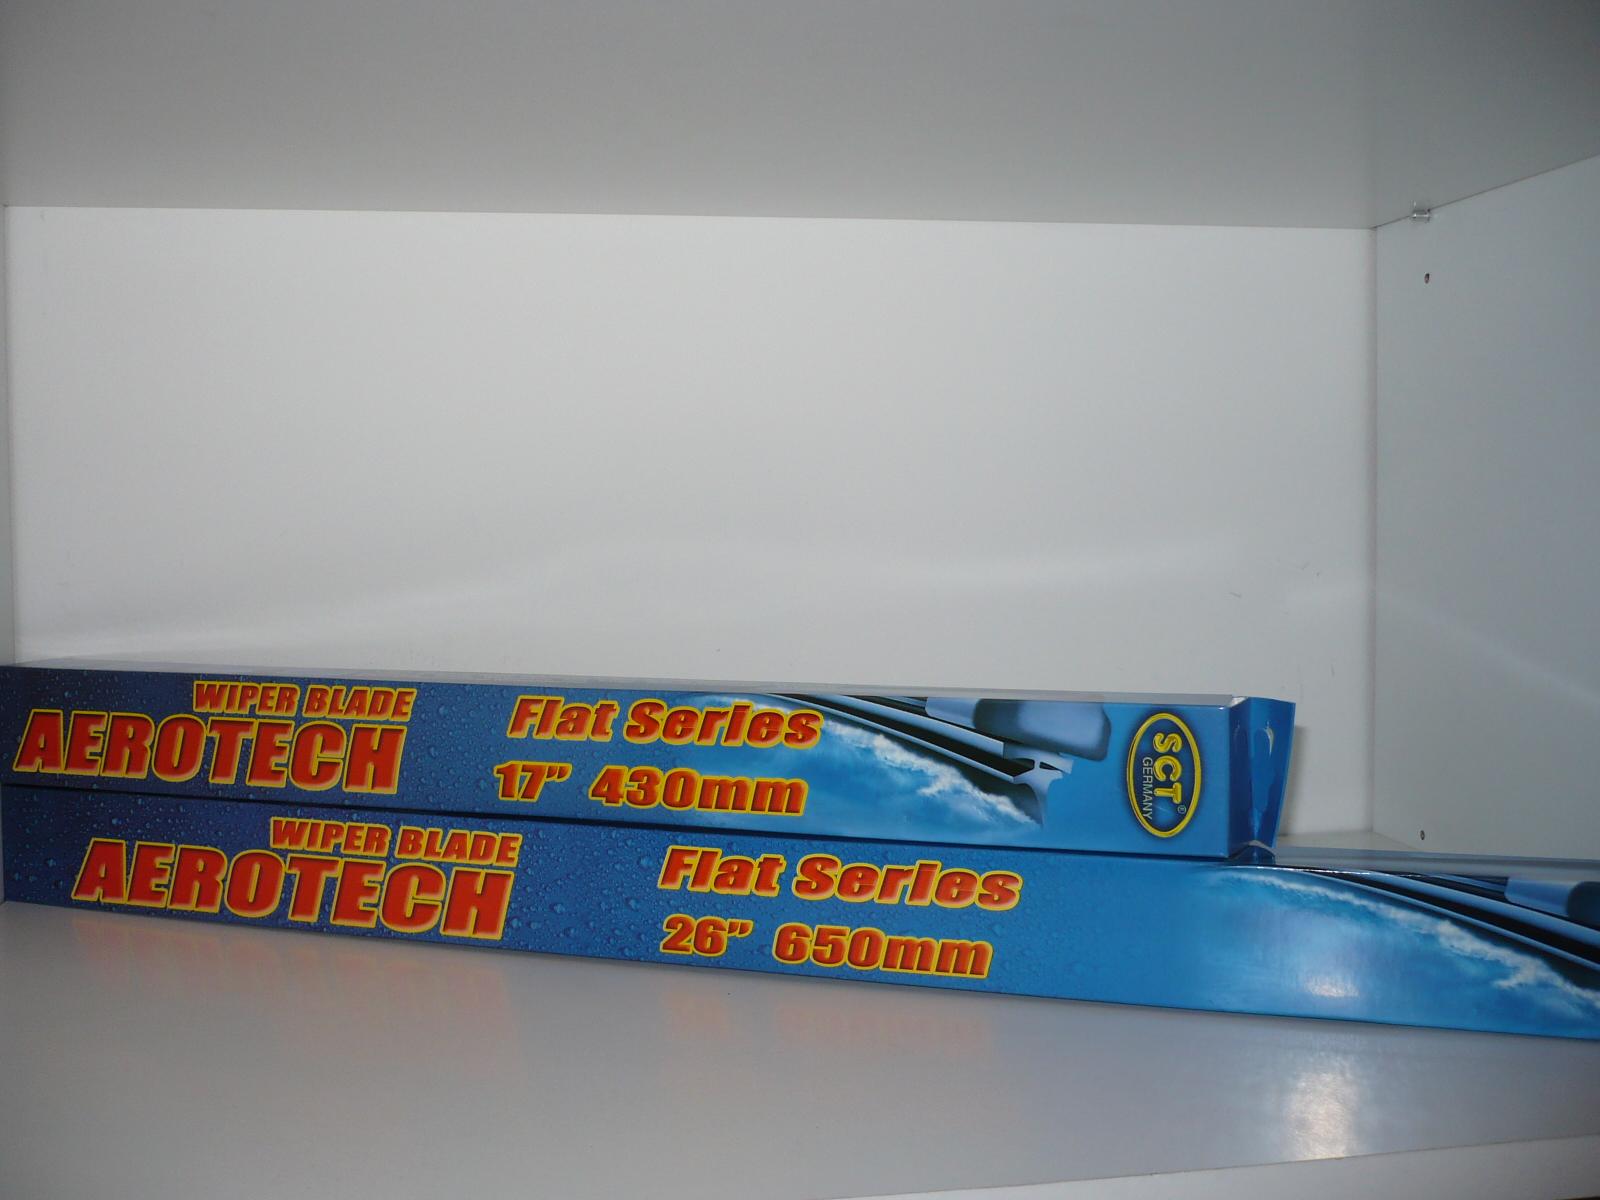 WIPER BLADE
AEROTECH
Flat Series
17” 430mm
SCT®
GERMANY
WIPER BLADE
AEROTECH
Flat Series
26” 650mm